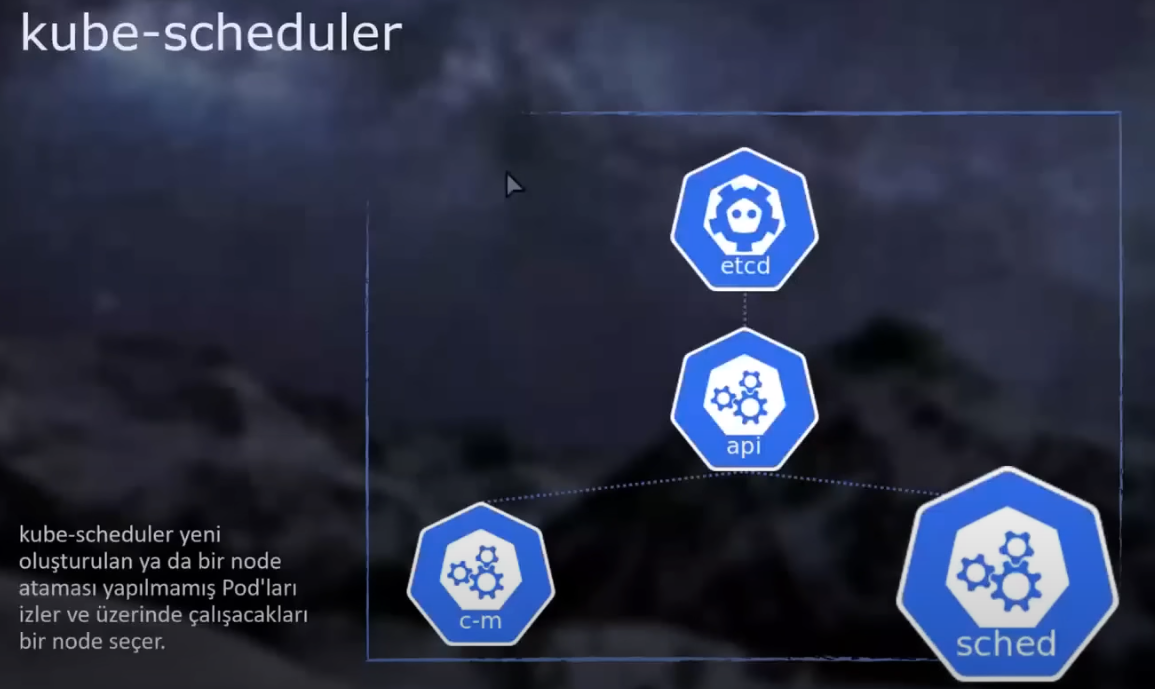 kube-scheduler
etcd
api
c-m
sched
kube-scheduler yeni
oluşturulan ya da bir node
ataması yapılmamış Pod'ları
izler ve üzerinde çalışacakları
bir node seçer.